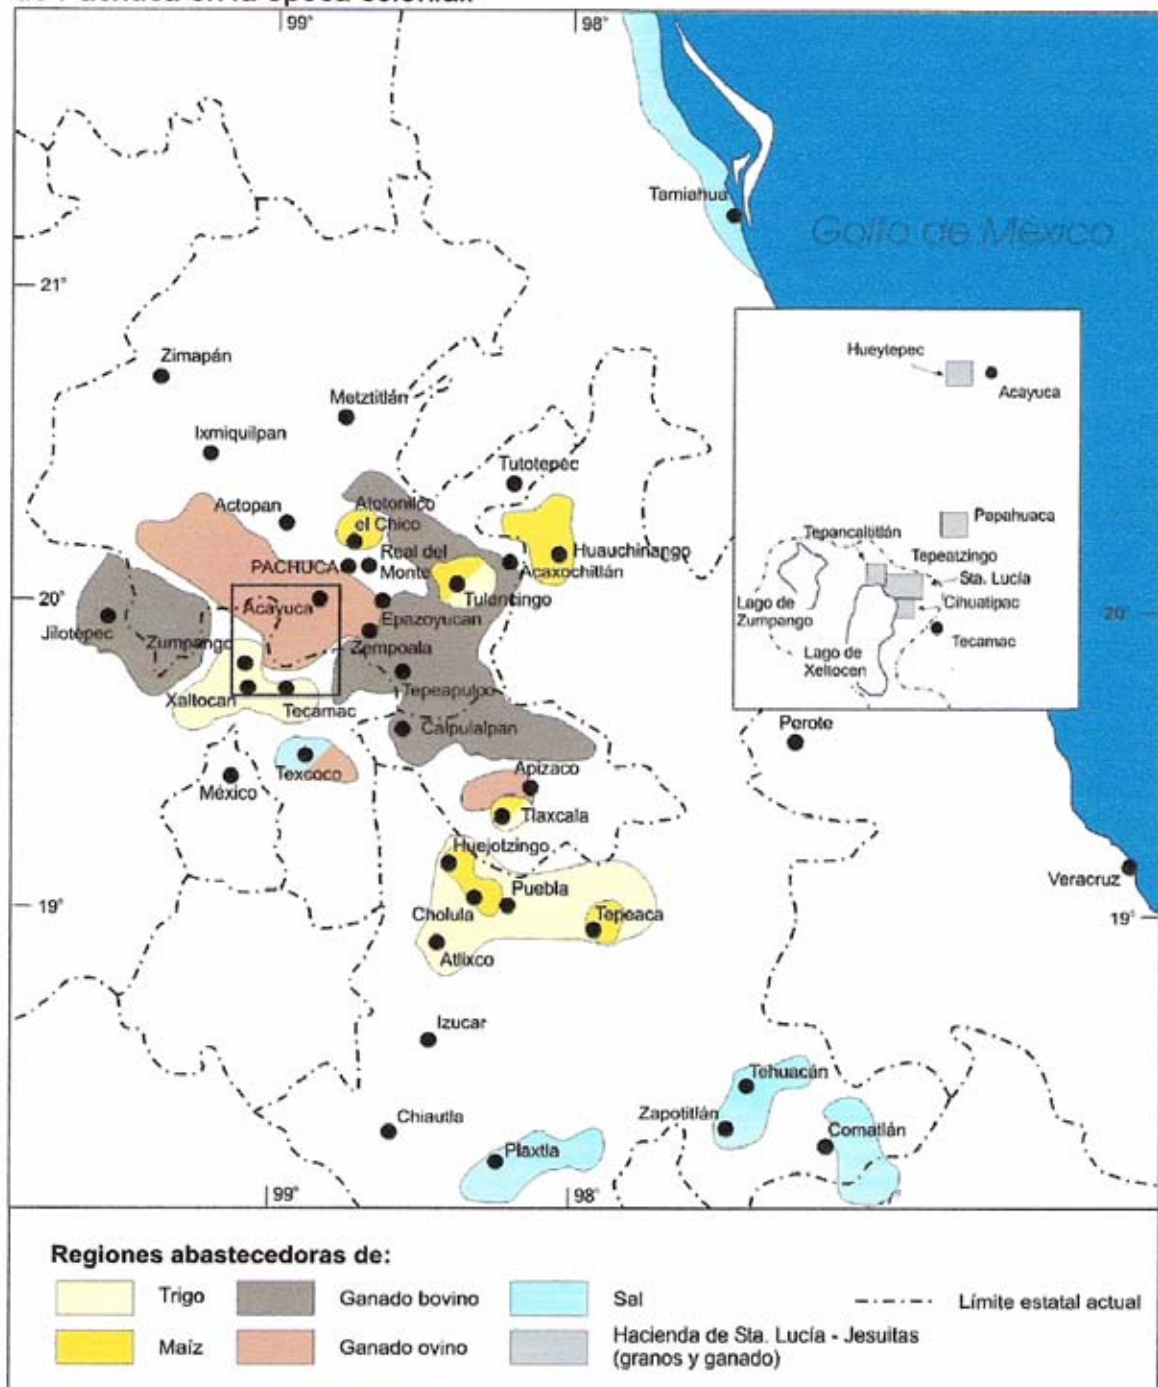 99°
98°
Tamiahua
Golfo de México
21°
Zimapán
Metztitlán
Ixmiquilpan
Tutotepec
Actopan
Atotonilco
el Chico
Huauchinango
PACHUCA
Real del
Monte
Acaxochitlán
Tulancingo
20°
Acayuca
Epazoyucan
Jilotepec
Zumpango
Zempoala
Tepeapulco
Xaltocan
Tecamac
Calpulalpan
Texcoco
México
Apizaco
Tlaxcala
Huejotzingo
Puebla
Cholula
Tepeaca
Atlixco
19°
Izucar
Chiautla
Piaxtla
Tehuacán
Zapotitlán
Comatlán
Perote
Veracruz
19°
20°
Hueytepec
Acayuca
Papahuaca
Tepancaltitlán
Tepeatzingo
Sta. Lucía
Cihuatipac
Lago de
Zumpango
Tecamac
Lago de
Xeltocen
99°
98°
Regiones abastecedoras de:
Trigo
Ganado bovino
Sal
Límite estatal actual
Maíz
Ganado ovino
Hacienda de Sta. Lucía - Jesuitas
(granos y ganado)